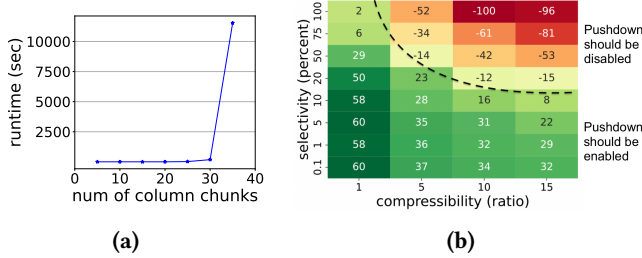 10000
7500
5000
2500
runtime (sec)
0 10 20 30 40
num of column chunks
(a)
selectivity (percent)
100 2 -52 -100 -96
75 6 -34 -61 -81
50 29 -14 -42 -53
20 50 23 -12 -15
10 58 28 16 8
5 60 35 31 22
1 58 36 32 29
0.1 60 37 34 32
1 5 10 15
compressibility (ratio)
Pushdown
should be
disabled
Pushdown
should be
enabled
(b)